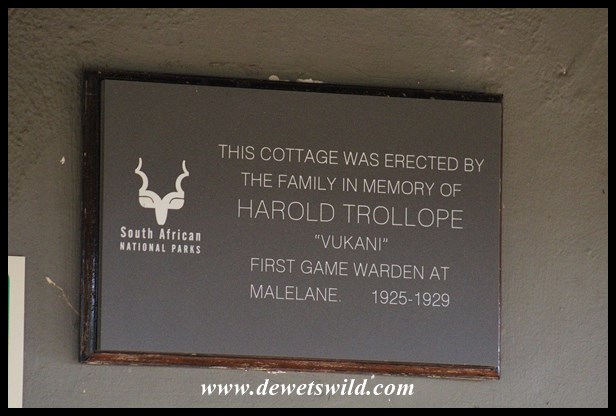 THIS COTTAGE WAS ERECTED BY
THE FAMILY IN MEMORY OF
HAROLD TROLLOPE
"VUKANI"
FIRST GAME WARDEN AT
MALELANE. 1925-1929
South African
NATIONAL PARKS
www.dewetswild.com